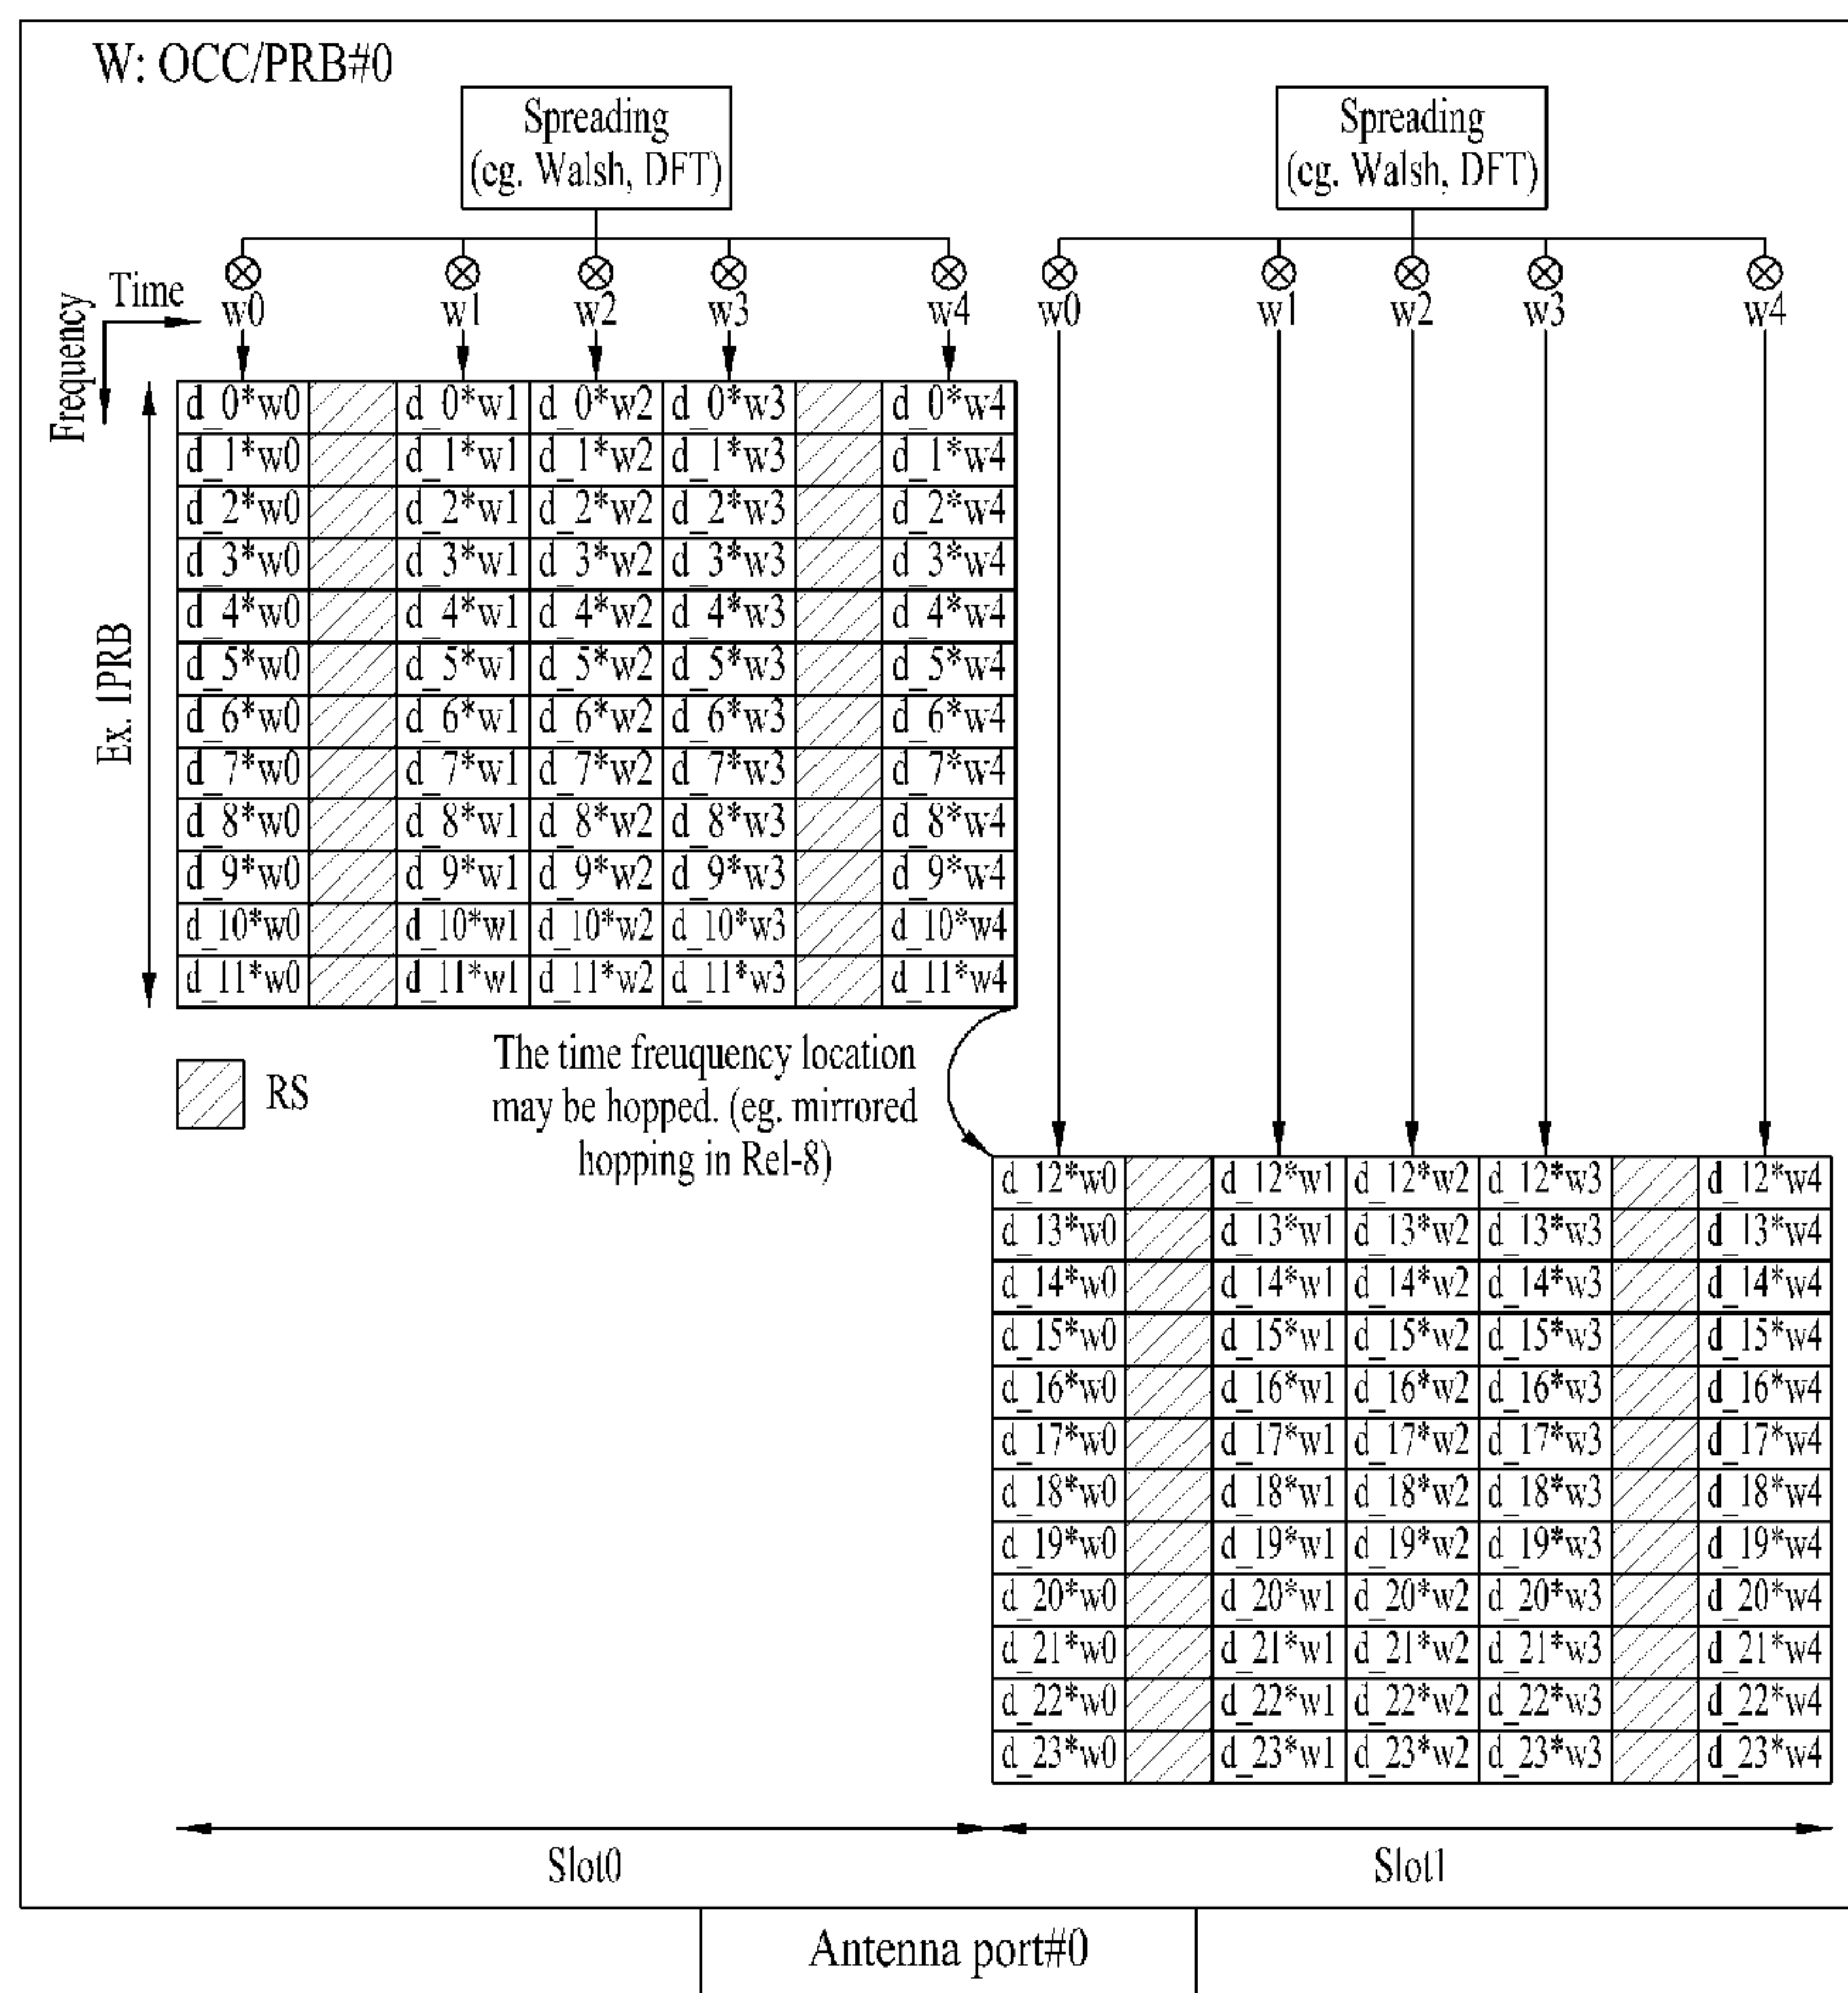 W: OCC/PRB#0
Spreading
(eg. Walsh, DFT)
Spreading
(eg. Walsh, DFT)
Time
Frequency
w0 w1 w2 w3 w4 w0 w1 w2 w3 w4
Ex. 1PRB
d_0*w0 d_0*w1 d_0*w2 d_0*w3 d_0*w4
d_1*w0 d_1*w1 d_1*w2 d_1*w3 d_1*w4
d_2*w0 d_2*w1 d_2*w2 d_2*w3 d_2*w4
d_3*w0 d_3*w1 d_3*w2 d_3*w3 d_3*w4
d_4*w0 d_4*w1 d_4*w2 d_4*w3 d_4*w4
d_5*w0 d_5*w1 d_5*w2 d_5*w3 d_5*w4
d_6*w0 d_6*w1 d_6*w2 d_6*w3 d_6*w4
d_7*w0 d_7*w1 d_7*w2 d_7*w3 d_7*w4
d_8*w0 d_8*w1 d_8*w2 d_8*w3 d_8*w4
d_9*w0 d_9*w1 d_9*w2 d_9*w3 d_9*w4
d_10*w0 d_10*w1 d_10*w2 d_10*w3 d_10*w4
d_11*w0 d_11*w1 d_11*w2 d_11*w3 d_11*w4
RS
The time freuquency location
may be hopped. (eg. mirrored
hopping in Rel-8)
d_12*w0 d_12*w1 d_12*w2 d_12*w3 d_12*w4
d_13*w0 d_13*w1 d_13*w2 d_13*w3 d_13*w4
d_14*w0 d_14*w1 d_14*w2 d_14*w3 d_14*w4
d_15*w0 d_15*w1 d_15*w2 d_15*w3 d_15*w4
d_16*w0 d_16*w1 d_16*w2 d_16*w3 d_16*w4
d_17*w0 d_17*w1 d_17*w2 d_17*w3 d_17*w4
d_18*w0 d_18*w1 d_18*w2 d_18*w3 d_18*w4
d_19*w0 d_19*w1 d_19*w2 d_19*w3 d_19*w4
d_20*w0 d_20*w1 d_20*w2 d_20*w3 d_20*w4
d_21*w0 d_21*w1 d_21*w2 d_21*w3 d_21*w4
d_22*w0 d_22*w1 d_22*w2 d_22*w3 d_22*w4
d_23*w0 d_23*w1 d_23*w2 d_23*w3 d_23*w4
Slot0 Slot1
Antenna port#0